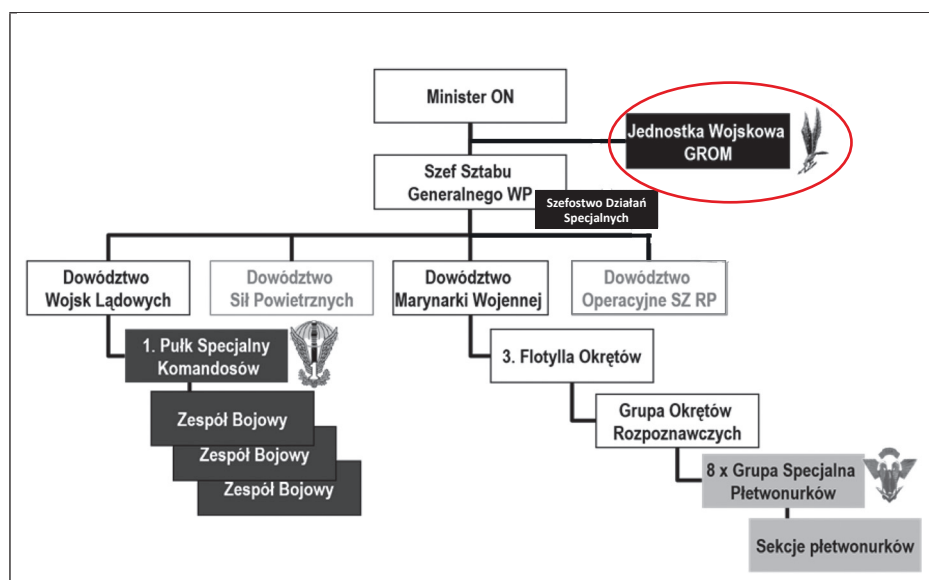 Minister ON
Jednostka Wojskowa
GROM
Szef Sztabu
Generalnego WP
Szefostwo Działań
Specjalnych
Dowództwo
Wojsk Lądowych
Dowództwo
Sił Powietrznych
Dowództwo
Marynarki Wojennej
Dowództwo
Operacyjne SZ RP
1. Pułk Specjalny
Komandosów
3. Flotylla Okrętów
Zespół Bojowy
Grupa Okrętów
Rozpoznawczych
Zespół Bojowy
Zespół Bojowy
8 x Grupa Specjalna
Płetwonurków
Sekcje płetwonurków